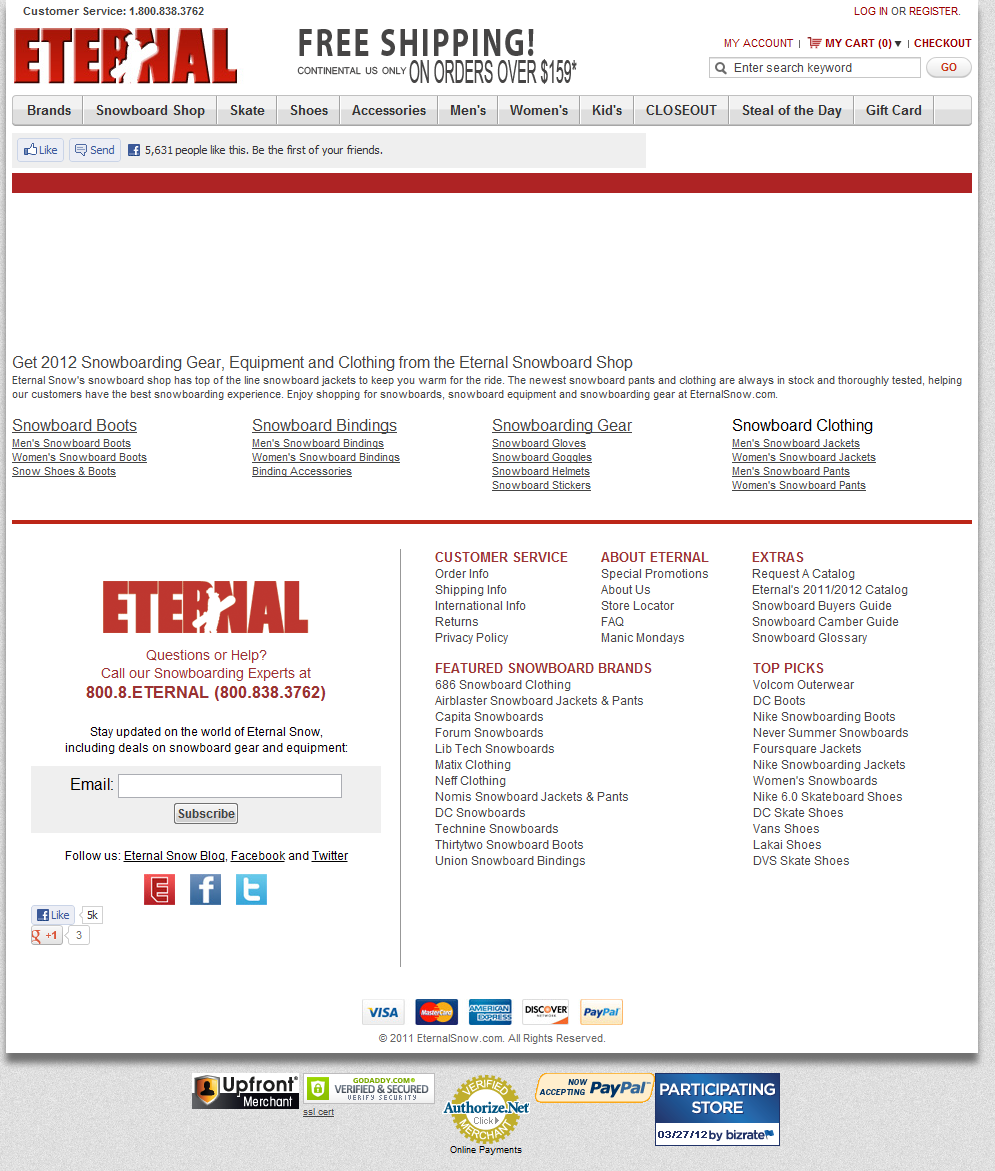 Customer Service: 1.800.838.3762
LOG IN OR REGISTER.
ETERNAL
FREE SHIPPING!
CONTINENTAL US ONLY ON ORDERS OVER $159*
MY ACCOUNT | MY CART (0) | CHECKOUT
Enter search keyword GO
Brands Snowboard Shop Skate Shoes Accessories Men's Women's Kid's CLOSEOUT Steal of the Day Gift Card
Like Send 5,631 people like this. Be the first of your friends.
Get 2012 Snowboarding Gear, Equipment and Clothing from the Eternal Snowboard Shop
Eternal Snow's snowboard shop has top of the line snowboard jackets to keep you warm for the ride. The newest snowboard pants and clothing are always in stock and thoroughly tested, helping
our customers have the best snowboarding experience. Enjoy shopping for snowboards, snowboard equipment and snowboarding gear at EternalSnow.com.
Snowboard Boots
Men's Snowboard Boots
Women's Snowboard Boots
Snow Shoes & Boots
Snowboard Bindings
Men's Snowboard Bindings
Women's Snowboard Bindings
Binding Accessories
Snowboarding Gear
Snowboard Gloves
Snowboard Goggles
Snowboard Helmets
Snowboard Stickers
Snowboard Clothing
Men's Snowboard Jackets
Women's Snowboard Jackets
Men's Snowboard Pants
Women's Snowboard Pants
ETERNAL
Questions or Help?
Call our Snowboarding Experts at
800.8.ETERNAL (800.838.3762)
Stay updated on the world of Eternal Snow,
including deals on snowboard gear and equipment:
Email:
Subscribe
Follow us: Eternal Snow Blog, Facebook and Twitter
E f t
Like 5k
g +1 3
CUSTOMER SERVICE
Order Info
Shipping Info
International Info
Returns
Privacy Policy
ABOUT ETERNAL
Special Promotions
About Us
Store Locator
FAQ
Manic Mondays
EXTRAS
Request A Catalog
Eternal's 2011/2012 Catalog
Snowboard Buyers Guide
Snowboard Camber Guide
Snowboard Glossary
FEATURED SNOWBOARD BRANDS
686 Snowboard Clothing
Airblaster Snowboard Jackets & Pants
Capita Snowboards
Forum Snowboards
Lib Tech Snowboards
Matix Clothing
Neff Clothing
Nomis Snowboard Jackets & Pants
DC Snowboards
Technine Snowboards
Thirtytwo Snowboard Boots
Union Snowboard Bindings
TOP PICKS
Volcom Outerwear
DC Boots
Nike Snowboarding Boots
Never Summer Snowboards
Foursquare Jackets
Nike Snowboarding Jackets
Women's Snowboards
Nike 6.0 Skateboard Shoes
DC Skate Shoes
Vans Shoes
Lakai Shoes
DVS Skate Shoes
VISA MasterCard AMERICAN EXPRESS DISCOVER NETWORK PayPal
© 2011 EternalSnow.com. All Rights Reserved.
Upfront Merchant
GODADDY.COM®
VERIFIED & SECURED
VERIFY SECURITY
ssl cert
VERIFIED
Authorize.Net
Click
MERCHANT
Online Payments
NOW ACCEPTING PayPal
PARTICIPATING
STORE
03/27/12 by bizrate